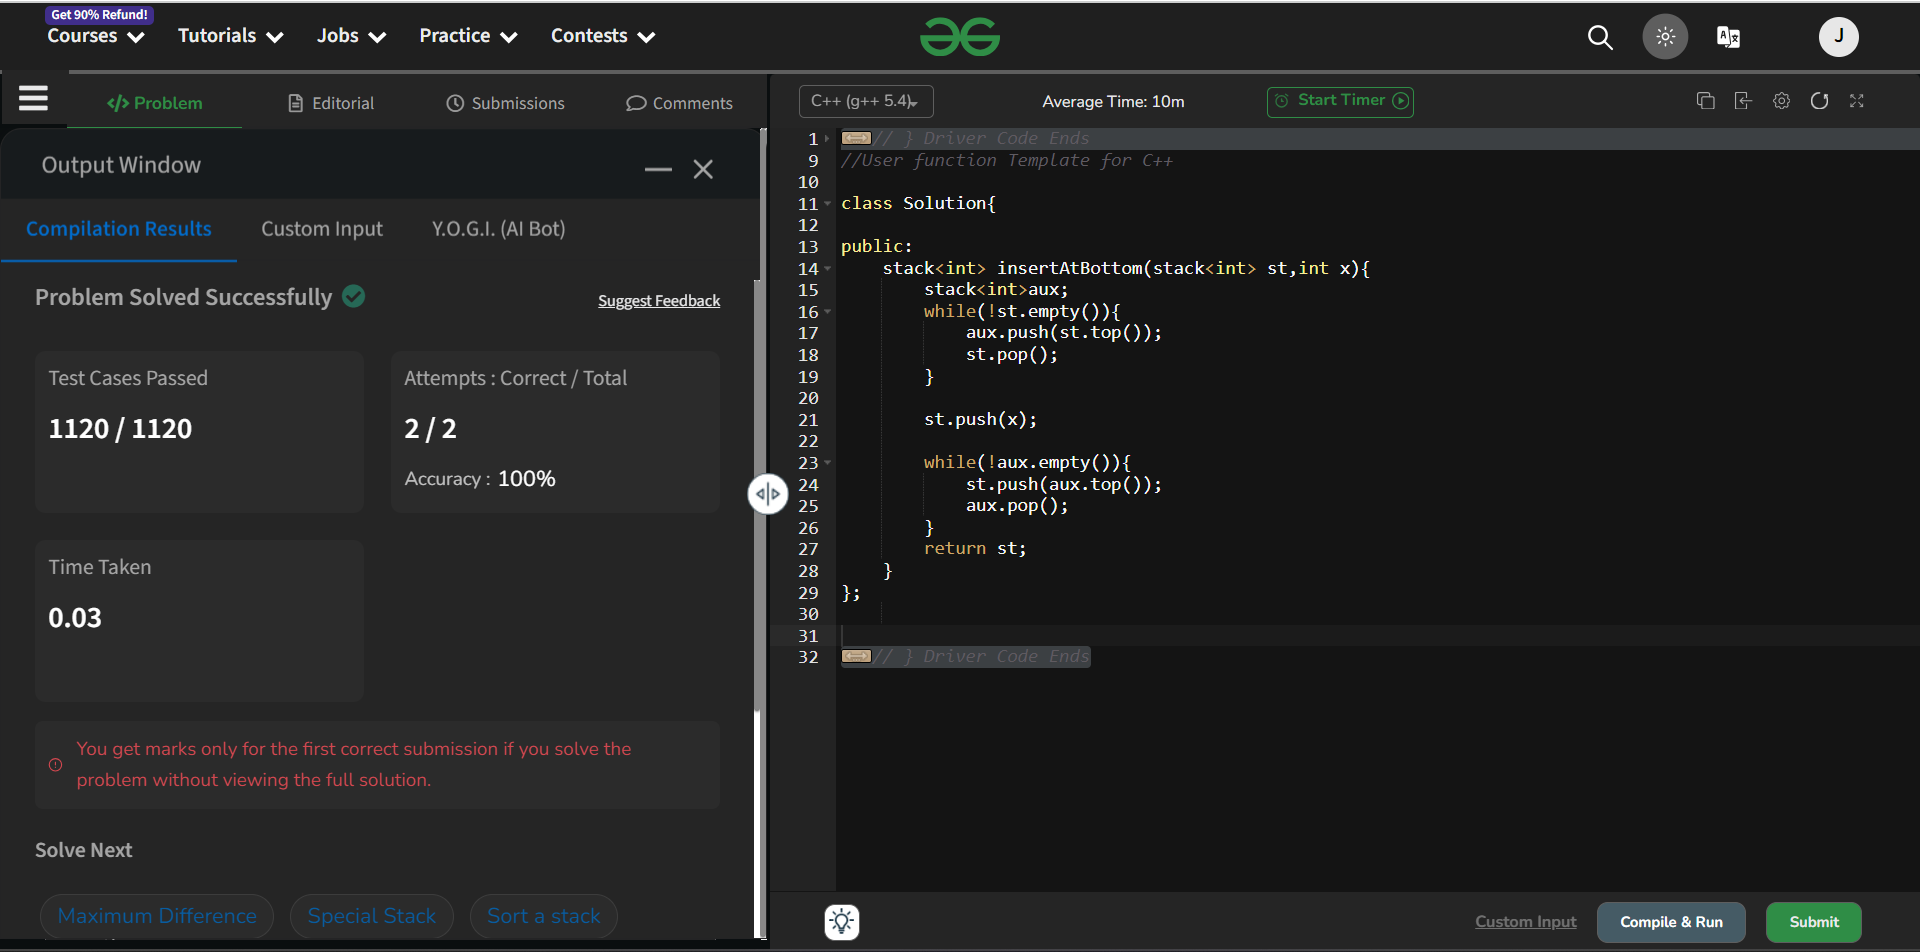 Get 90% Refund!
Courses Tutorials Jobs Practice Contests
J
Problem Editorial Submissions Comments
Output Window
Compilation Results Custom Input Y.O.G.I. (AI Bot)
Problem Solved Successfully
Suggest Feedback
Test Cases Passed
1120 / 1120
Attempts : Correct / Total
2 / 2
Accuracy : 100%
Time Taken
0.03
You get marks only for the first correct submission if you solve the
problem without viewing the full solution.
Solve Next
Maximum Difference Special Stack Sort a stack
C++ (g++ 5.4) Average Time: 10m Start Timer
1 // } Driver Code Ends
9 //User function Template for C++
10
11 class Solution{
12
13 public:
14 stack<int> insertAtBottom(stack<int> st,int x){
15 stack<int>aux;
16 while(!st.empty()){
17 aux.push(st.top());
18 st.pop();
19 }
20
21 st.push(x);
22
23 while(!aux.empty()){
24 st.push(aux.top());
25 aux.pop();
26 }
27 return st;
28 }
29 };
30
31
32 // } Driver Code Ends
Custom Input Compile & Run Submit